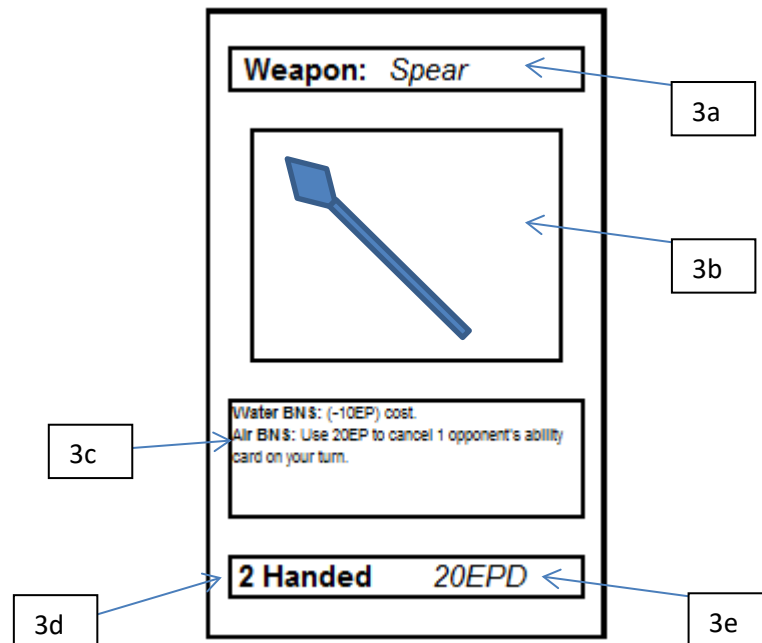 Weapon: Spear
3a
3b
Water BNS: (-10EP) cost.
Air BNS: Use 20EP to cancel 1 opponent's ability
card on your turn.
3c
2 Handed 20EPD
3d
3e